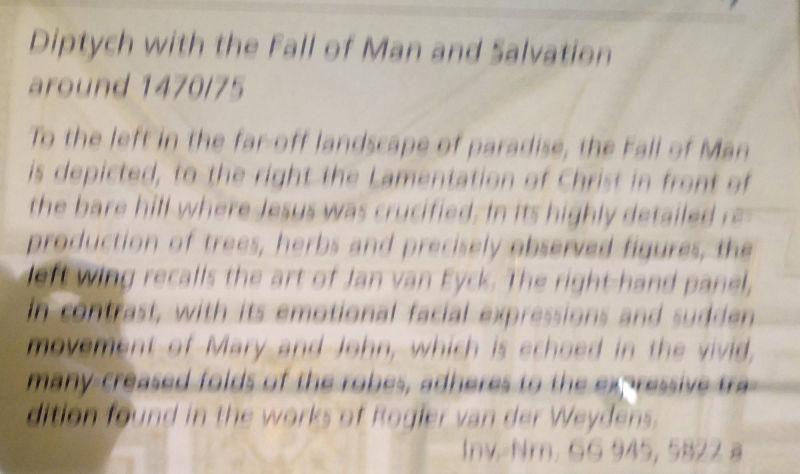 Diptych with the Fall of Man and Salvation
around 1470/75
To the left in the far-off landscape of paradise, the Fall of Man
is depicted, to the right the Lamentation of Christ in front of
the bare hill where Jesus was crucified. In its highly detailed re-
production of trees, herbs and precisely observed figures, the
left wing recalls the art of Jan van Eyck. The right-hand panel,
in contrast, with its emotional facial expressions and sudden
movement of Mary and John, which is echoed in the vivid,
many-creased folds of the robes, adheres to the expressive tra-
dition found in the works of Rogier van der Weydens.
Inv.-Nrn. GG 945, 5822 a